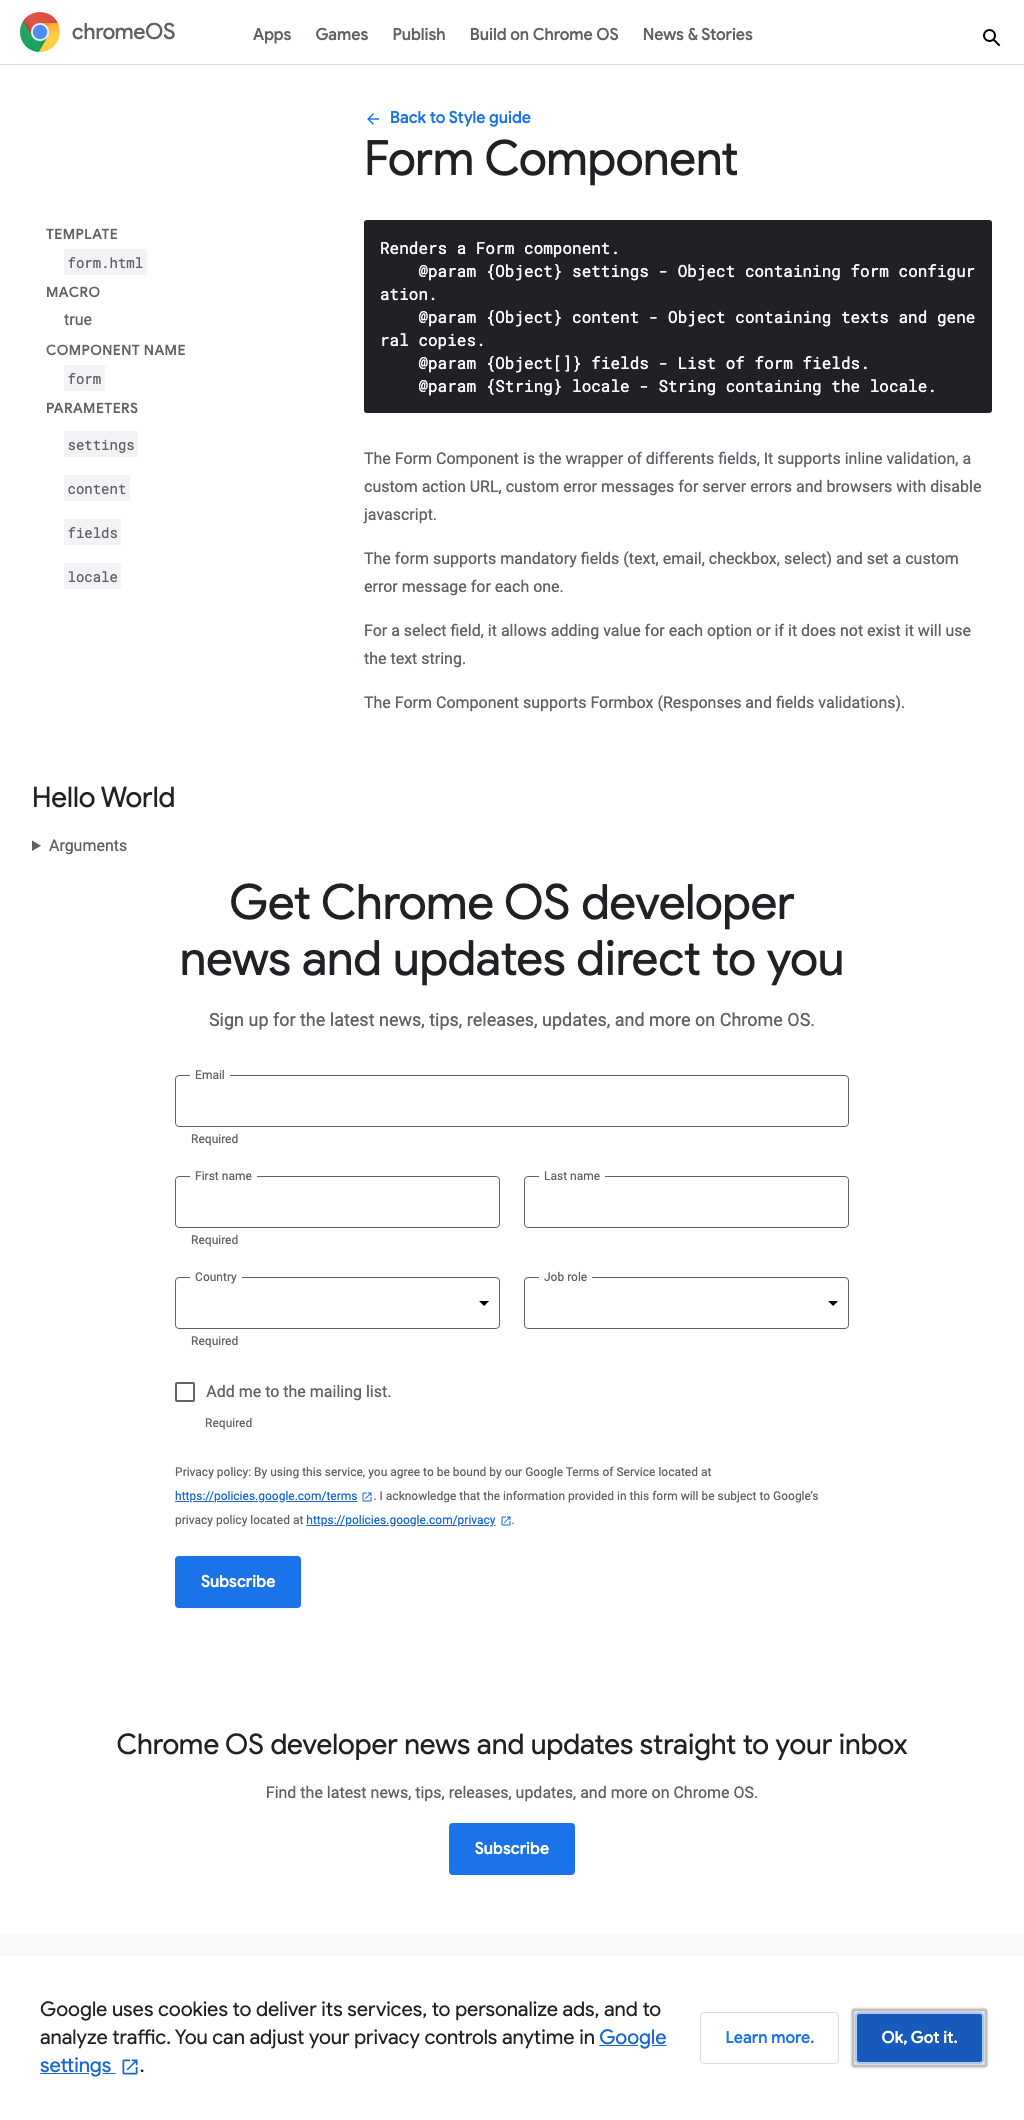 chromeOS
Apps Games Publish Build on Chrome OS News & Stories
Back to Style guide
Form Component
TEMPLATE
form.html
MACRO
true
COMPONENT NAME
form
PARAMETERS
settings
content
fields
locale
Renders a Form component.
@param {Object} settings - Object containing form configur
ation.
@param {Object} content - Object containing texts and gene
ral copies.
@param {Object[]} fields - List of form fields.
@param {String} locale - String containing the locale.
The Form Component is the wrapper of differents fields, It supports inline validation, a
custom action URL, custom error messages for server errors and browsers with disable
javascript.
The form supports mandatory fields (text, email, checkbox, select) and set a custom
error message for each one.
For a select field, it allows adding value for each option or if it does not exist it will use
the text string.
The Form Component supports Formbox (Responses and fields validations).
Hello World
Arguments
Get Chrome OS developer
news and updates direct to you
Sign up for the latest news, tips, releases, updates, and more on Chrome OS.
Email
Required
First name Last name
Required
Country Job role
Required
Add me to the mailing list.
Required
Privacy policy: By using this service, you agree to be bound by our Google Terms of Service located at
https://policies.google.com/terms . I acknowledge that the information provided in this form will be subject to Google's
privacy policy located at https://policies.google.com/privacy .
Subscribe
Chrome OS developer news and updates straight to your inbox
Find the latest news, tips, releases, updates, and more on Chrome OS.
Subscribe
Google uses cookies to deliver its services, to personalize ads, and to
analyze traffic. You can adjust your privacy controls anytime in Google
settings .
Learn more. Ok, Got it.